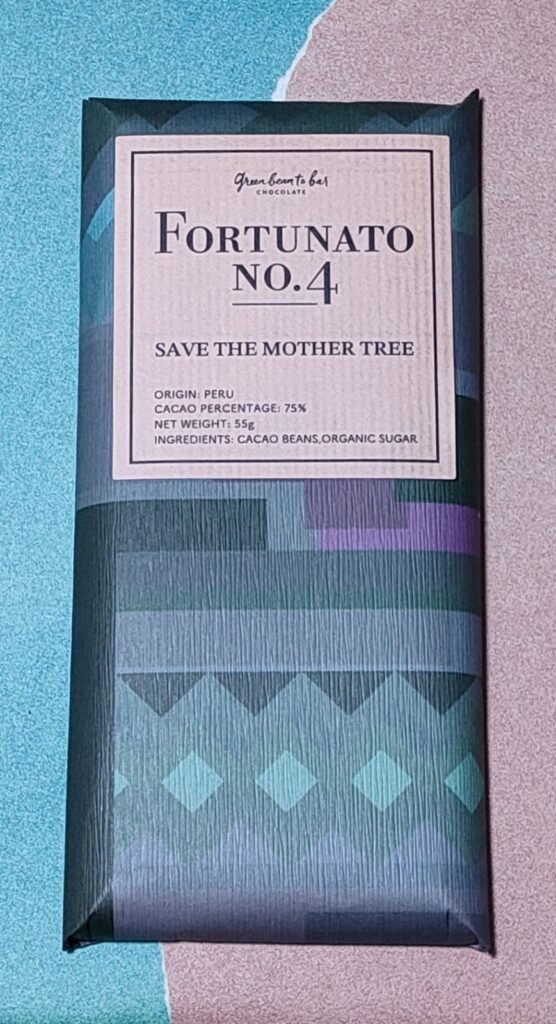 green bean to bar
CHOCOLATE
FORTUNATO
NO.4
SAVE THE MOTHER TREE
ORIGIN: PERU
CACAO PERCENTAGE: 75%
NET WEIGHT: 55g
INGREDIENTS: CACAO BEANS,ORGANIC SUGAR